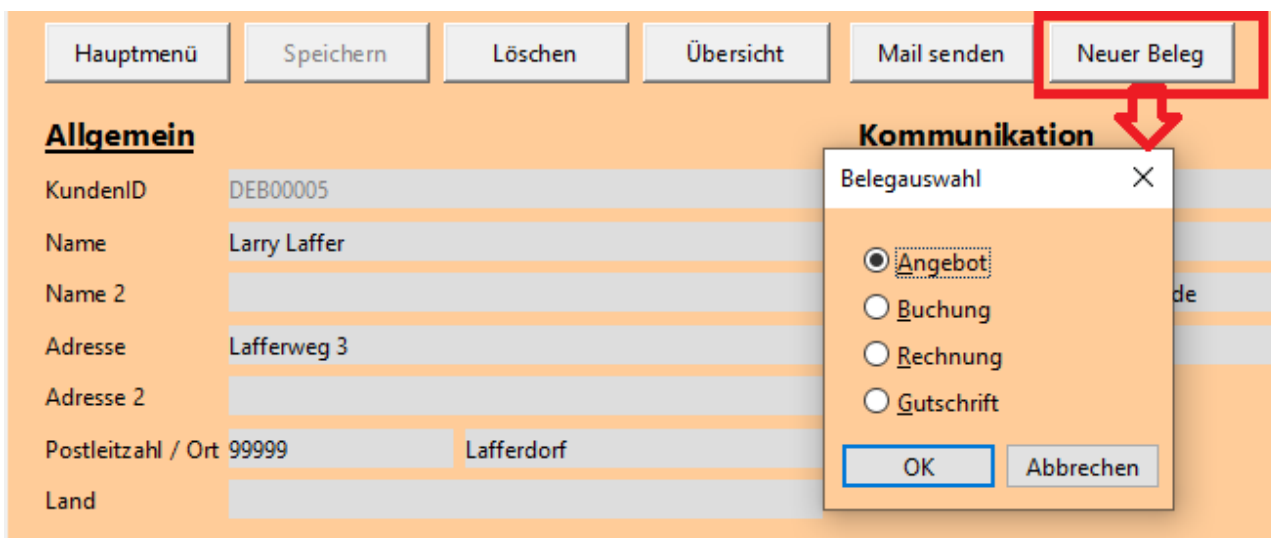 Hauptmenü Speichern Löschen Übersicht Mail senden Neuer Beleg
Allgemein
KundenID DEB00005
Name Larry Laffer
Name 2
Adresse Lafferweg 3
Adresse 2
Postleitzahl / Ort 99999 Lafferdorf
Land
Kommunikation
de
Belegauswahl
Angebot
Buchung
Rechnung
Gutschrift
OK Abbrechen